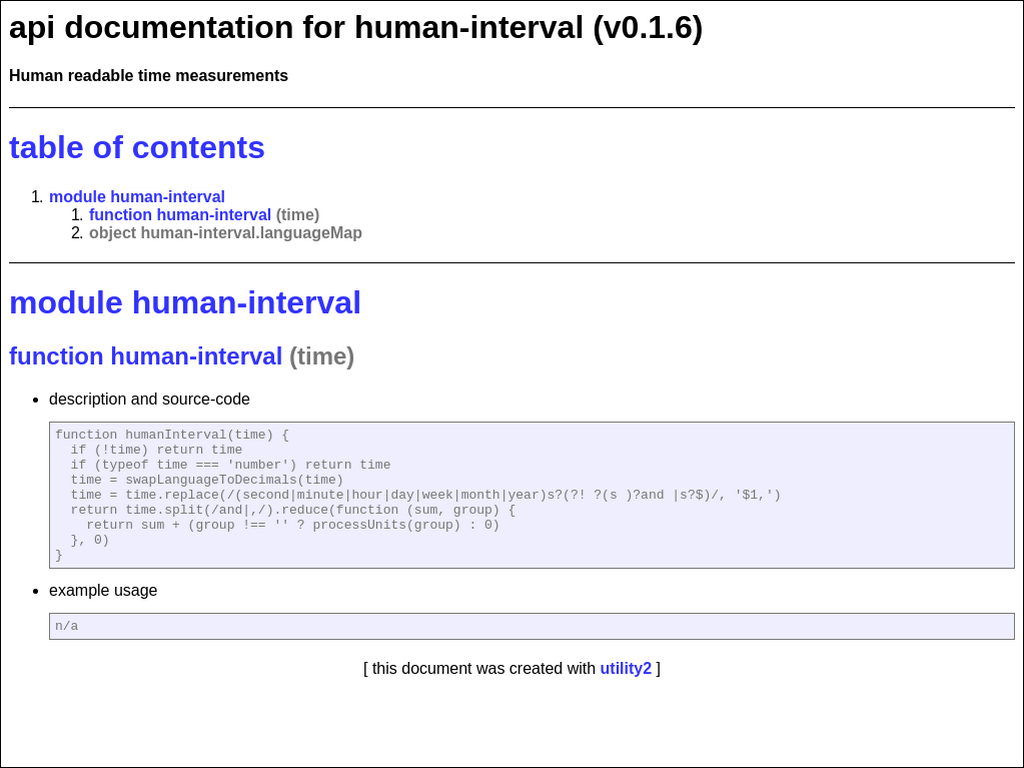 api documentation for human-interval (v0.1.6)
Human readable time measurements
table of contents
1. module human-interval
1. function human-interval (time)
2. object human-interval.languageMap
module human-interval
function human-interval (time)
• description and source-code
function humanInterval(time) {
  if (!time) return time
  if (typeof time === 'number') return time
  time = swapLanguageToDecimals(time)
  time = time.replace(/(second|minute|hour|day|week|month|year)s?(?! ?(s )?and |s?$)/, '$1,')
  return time.split(/and|,/).reduce(function (sum, group) {
    return sum + (group !== '' ? processUnits(group) : 0)
  }, 0)
}
• example usage
n/a
[ this document was created with utility2 ]